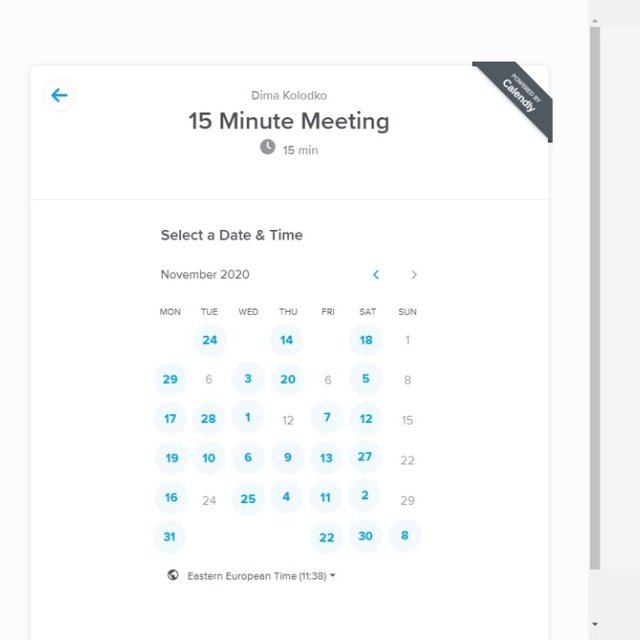 POWERED BY
Calendly
Dima Kolodko
15 Minute Meeting
15 min
Select a Date & Time
November 2020
MON TUE WED THU FRI SAT SUN
24 14 18 1
29 6 3 20 6 5 8
17 28 1 12 7 12 15
19 10 6 9 13 27 22
16 24 25 4 11 2 29
31 22 30 8
Eastern European Time (11:38)